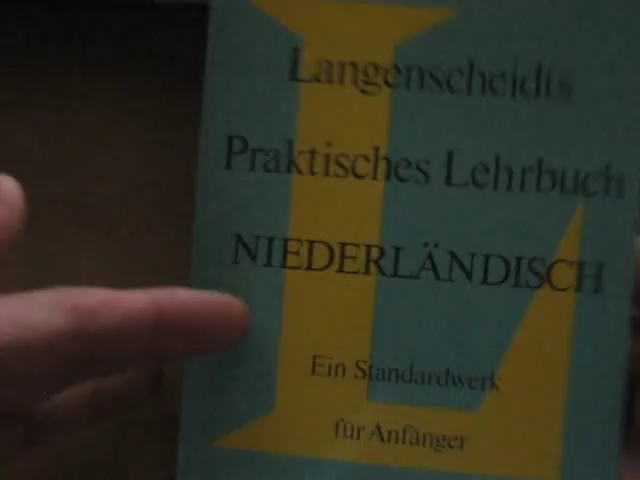 Langenscheidts
Praktisches Lehrbuch
NIEDERLÄNDISCH
Ein Standardwerk
für Anfänger